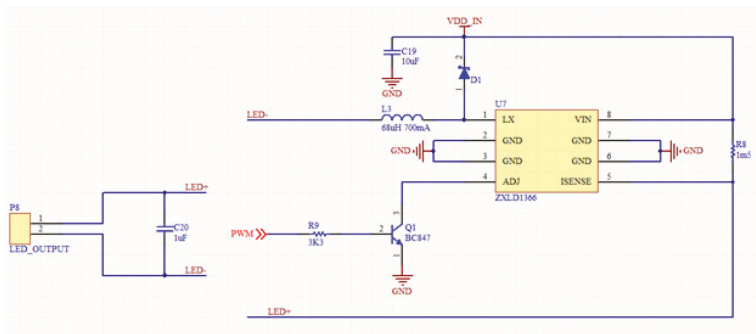 VDD_IN
C19
10uF
GND
2
D1
1
L3
68uH 700mA
LED-
U7
1 LX VIN 8
2 GND GND 7
3 GND GND 6
4 ADJ ISENSE 5
ZXLD1366
GND
GND
R8
1m5
P8
1
2
LED_OUTPUT
LED+
C20
1uF
LED-
PWM
R9
3K3
2
3
Q1
BC847
1
GND
LED+